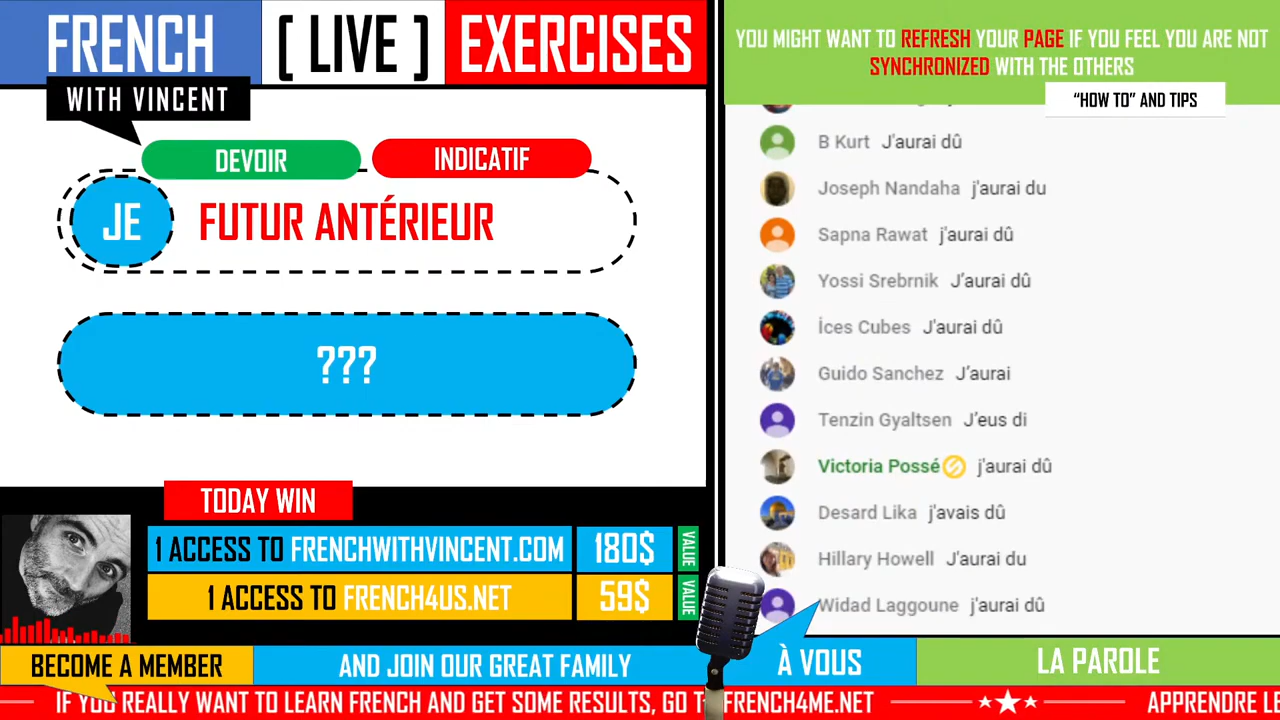 FRENCH
[ LIVE ]
EXERCISES
WITH VINCENT
DEVOIR
INDICATIF
JE
FUTUR ANTÉRIEUR
???
TODAY WIN
1 ACCESS TO FRENCHWITHVINCENT.COM
180$
VALUE
1 ACCESS TO FRENCH4US.NET
59$
VALUE
BECOME A MEMBER
AND JOIN OUR GREAT FAMILY
YOU MIGHT WANT TO REFRESH YOUR PAGE IF YOU FEEL YOU ARE NOT
SYNCHRONIZED WITH THE OTHERS
“HOW TO” AND TIPS
B Kurt J'aurai dû
Joseph Nandaha j'aurai du
Sapna Rawat j'aurai dû
Yossi Srebrnik J'aurai dû
İces Cubes J'aurai dû
Guido Sanchez J'aurai
Tenzin Gyaltsen J'eus di
Victoria Possé j'aurai dû
Desard Lika j'avais dû
Hillary Howell J'aurai du
Widad Laggoune j'aurai dû
À VOUS
LA PAROLE
IF YOU REALLY WANT TO LEARN FRENCH AND GET SOME RESULTS, GO T FRENCH4ME.NET
APPRENDRE LE